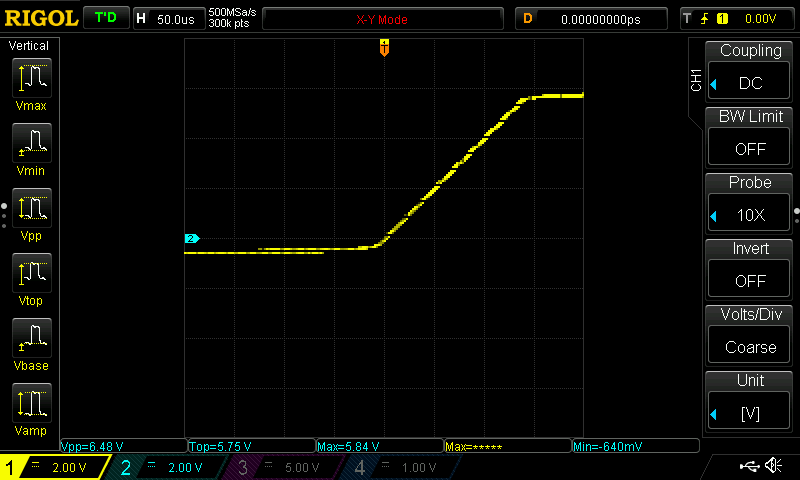 RIGOL T'D H 50.0us 500MSa/s 300k pts X-Y Mode D 0.00000000ps T 1 0.00V
Vertical
Vmax
Vmin
Vpp
Vtop
Vbase
Vamp
T
2
CH1
Coupling
DC
BW Limit
OFF
Probe
10X
Invert
OFF
Volts/Div
Coarse
Unit
[V]
Vpp=6.48 V Top=5.75 V Max=5.84 V Max=***** Min=-640mV
1 2.00 V 2 2.00 V 3 5.00 V 4 1.00 V